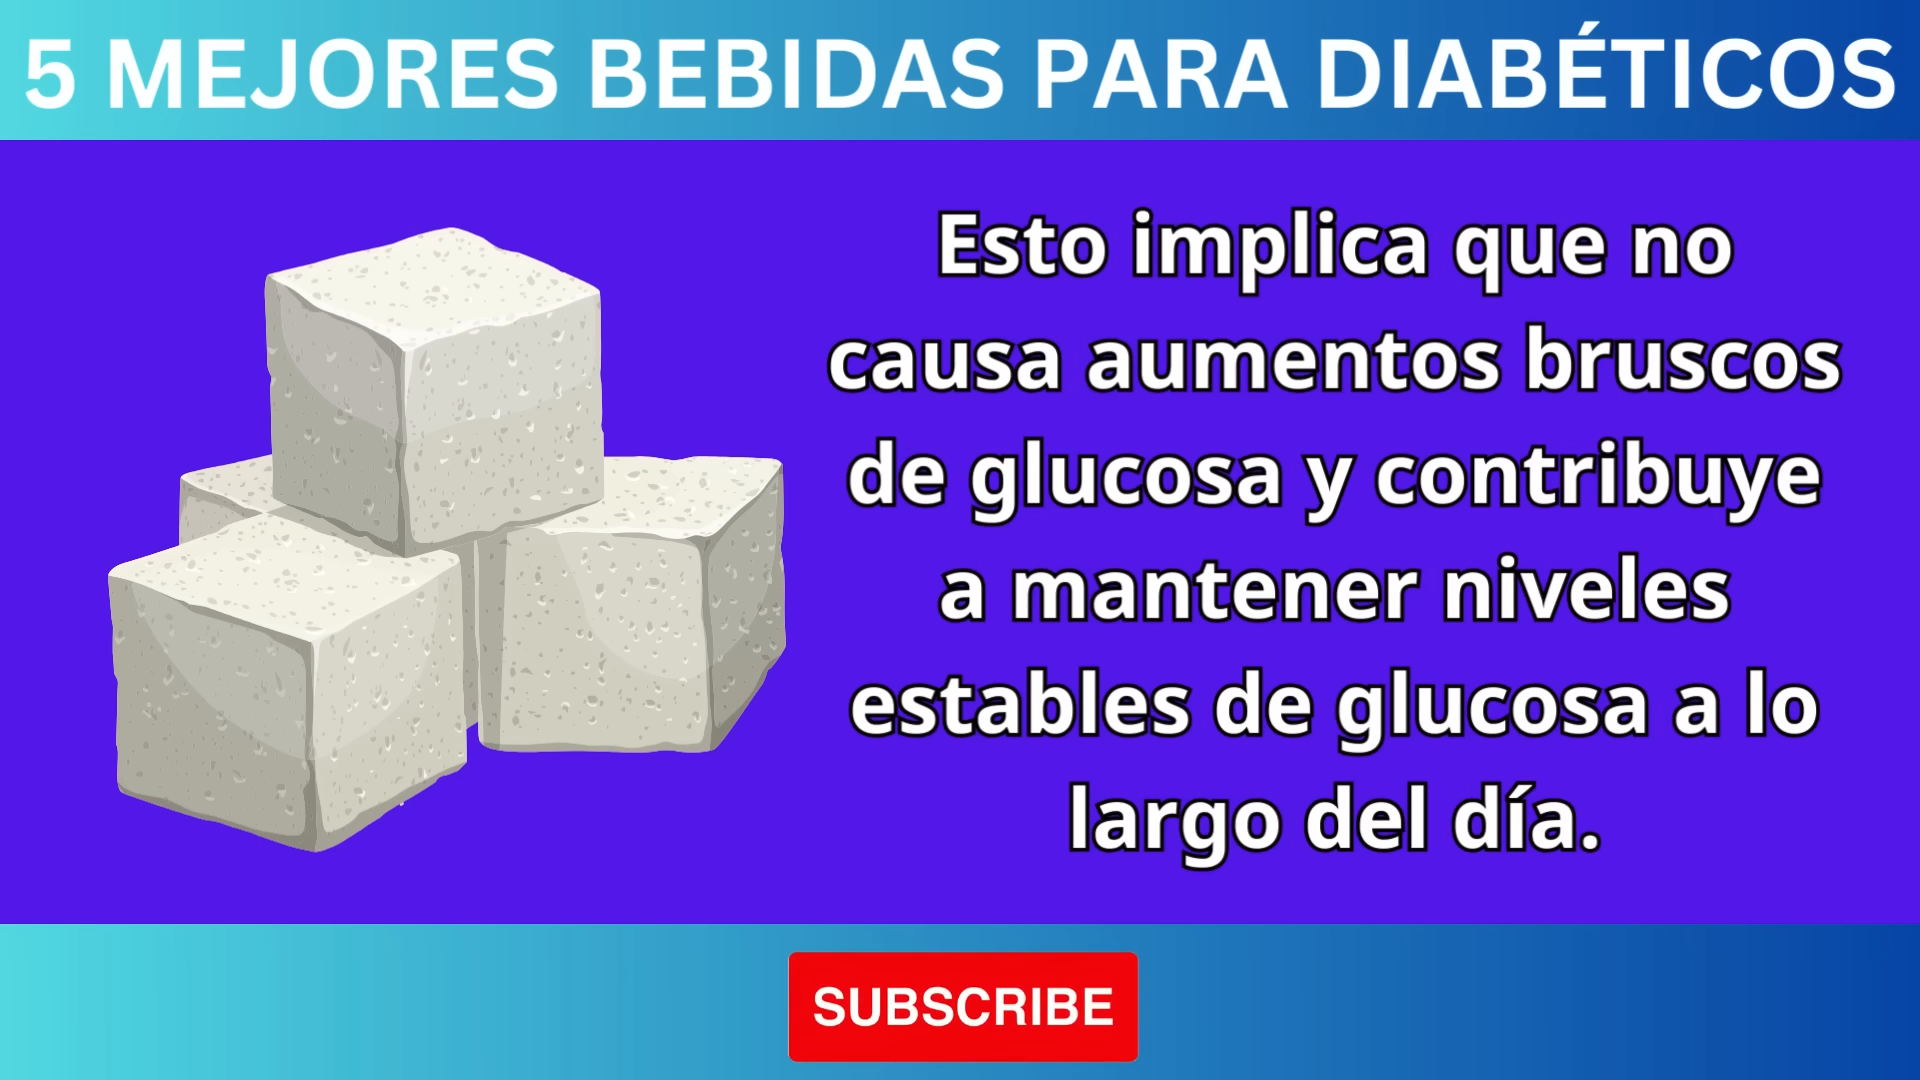 5 MEJORES BEBIDAS PARA DIABÉTICOS
Esto implica que no
causa aumentos bruscos
de glucosa y contribuye
a mantener niveles
estables de glucosa a lo
largo del día.
SUBSCRIBE